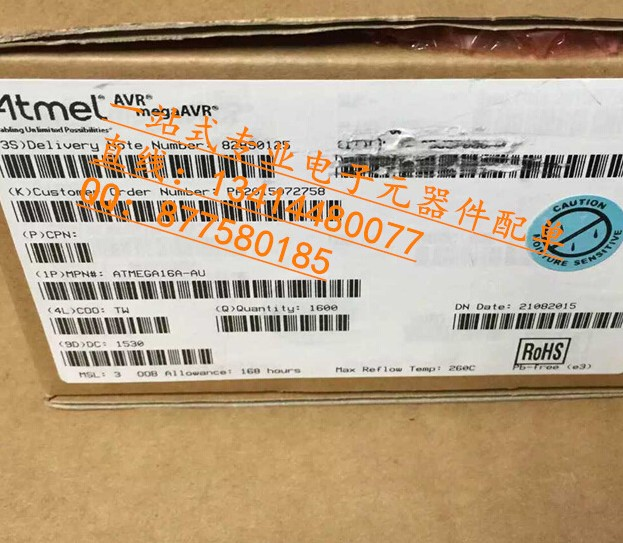 Atmel® AVR® megaAVR®
Enabling Unlimited Possibilities®
(3S)Delivery Note Number: 82850125
一站式专业电子元器件配单
直线：13414480077
QQ：877580185
(K)Customer Order Number:
(P)CPN:
(1P)MPN#: ATMEGA16A-AU
(4L)COO: TW
(Q)Quantity: 1600
DN Date: 21082015
(9D)DC: 1530
CAUTION
MOISTURE SENSITIVE
RoHS
Pb-free (e3)
MSL: 3 OOB Allowance: 168 hours Max Reflow Temp: 260C